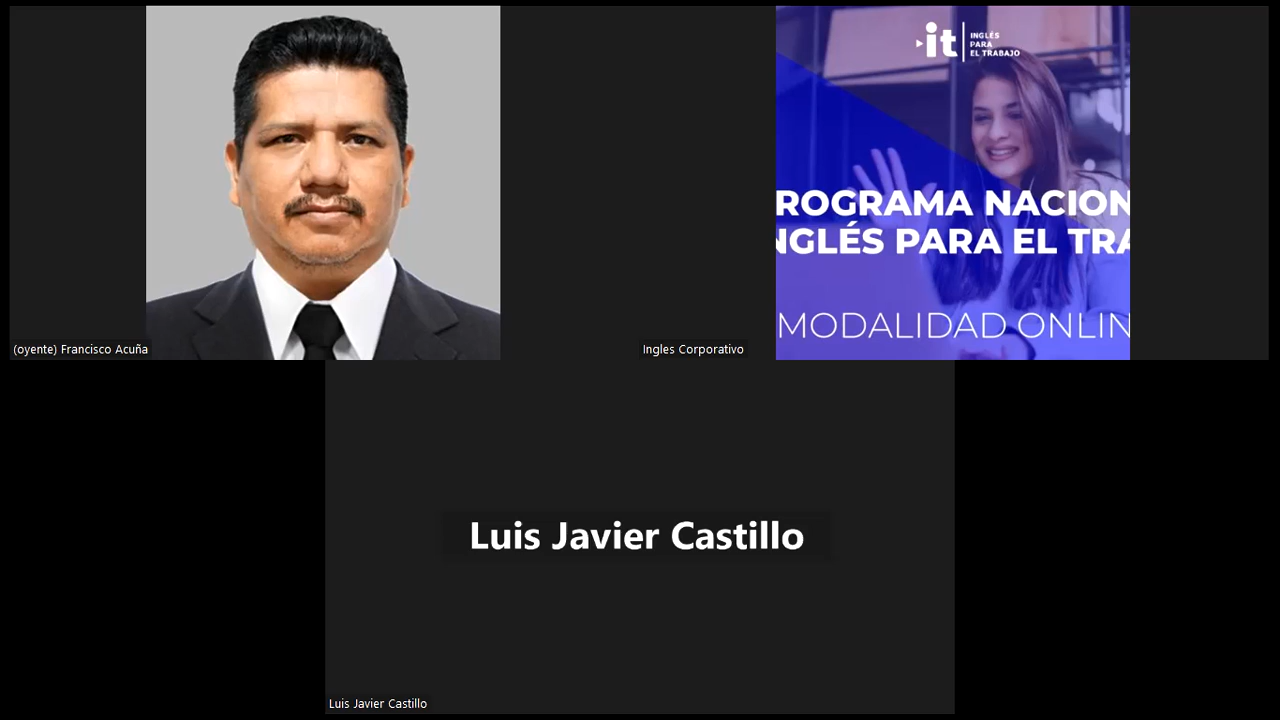 it
INGLÉS
PARA
EL TRABAJO
ROGRAMA NACION
NGLÉS PARA EL TRA
MODALIDAD ONLIN
(oyente) Francisco Acuña
Ingles Corporativo
Luis Javier Castillo
Luis Javier Castillo